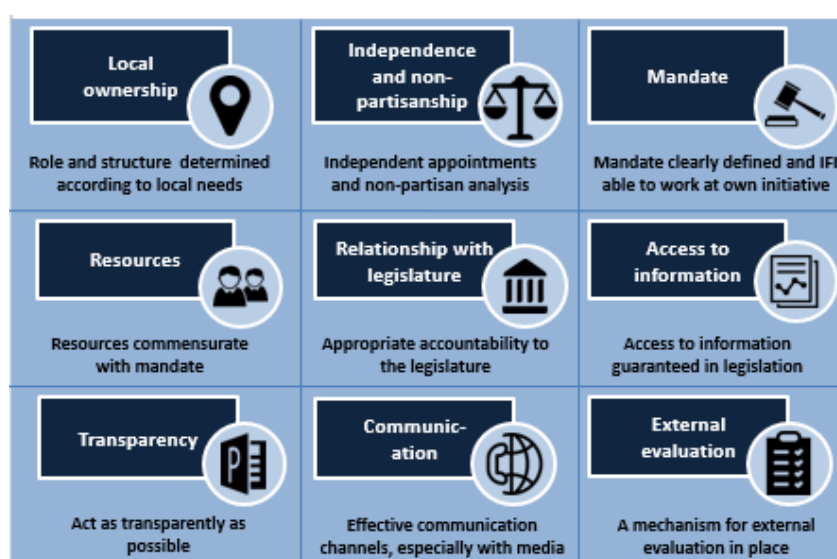 Local
ownership
Role and structure determined
according to local needs
Independence
and non-
partisanship
Independent appointments
and non-partisan analysis
Mandate
Mandate clearly defined and IFI
able to work at own initiative
Resources
Resources commensurate
with mandate
Relationship with
legislature
Appropriate accountability to
the legislature
Access to
information
Access to information
guaranteed in legislation
Transparency
P
Act as transparently as
possible
Communic-
ation
Effective communication
channels, especially with media
External
evaluation
A mechanism for external
evaluation in place